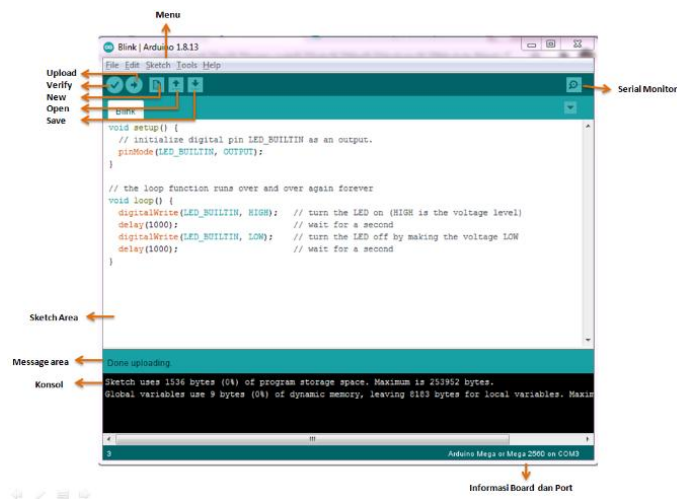 Menu
Blink | Arduino 1.8.13
File Edit Sketch Tools Help
Upload
Verify
New
Open
Save
Serial Monitor
Blink
void setup() {
// initialize digital pin LED_BUILTIN as an output.
pinMode(LED_BUILTIN, OUTPUT);
}
// the loop function runs over and over again forever
void loop() {
digitalWrite(LED_BUILTIN, HIGH); // turn the LED on (HIGH is the voltage level)
delay(1000); // wait for a second
digitalWrite(LED_BUILTIN, LOW); // turn the LED off by making the voltage LOW
delay(1000); // wait for a second
}
Sketch Area
Message area
Done uploading.
Konsol
Sketch uses 1536 bytes (0%) of program storage space. Maximum is 253952 bytes.
Global variables use 9 bytes (0%) of dynamic memory, leaving 8183 bytes for local variables. Maxim
3
Arduino Mega or Mega 2560 on COM3
Informasi Board dan Port